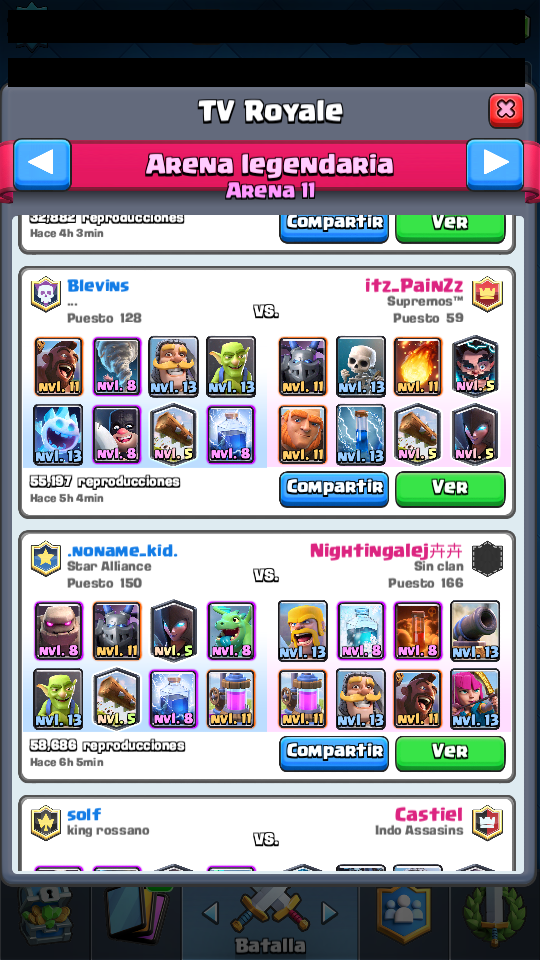 TV Royale
Arena legendaria
Arena 11
32,882 reproducciones
Hace 4h 3min
Compartir
Ver
Blevins
...
Puesto 128
vs.
itz_PainZz
Supremos™
Puesto 59
Nvl. 11 Nvl. 8 Nvl. 13 Nvl. 13 Nvl. 11 Nvl. 13 Nvl. 11 Nvl. 5
Nvl. 13 Nvl. 8 Nvl. 5 Nvl. 8 Nvl. 11 Nvl. 13 Nvl. 5 Nvl. 5
55,197 reproducciones
Hace 5h 4min
Compartir
Ver
.noname_kid.
Star Alliance
Puesto 150
vs.
Nightingalej卉卉
Sin clan
Puesto 166
Nvl. 8 Nvl. 11 Nvl. 5 Nvl. 8 Nvl. 13 Nvl. 8 Nvl. 8 Nvl. 13
Nvl. 13 Nvl. 5 Nvl. 8 Nvl. 11 Nvl. 11 Nvl. 13 Nvl. 11 Nvl. 13
58,686 reproducciones
Hace 6h 5min
Compartir
Ver
solf
king rossano
vs.
Castiel
Indo Assasins
Batalla